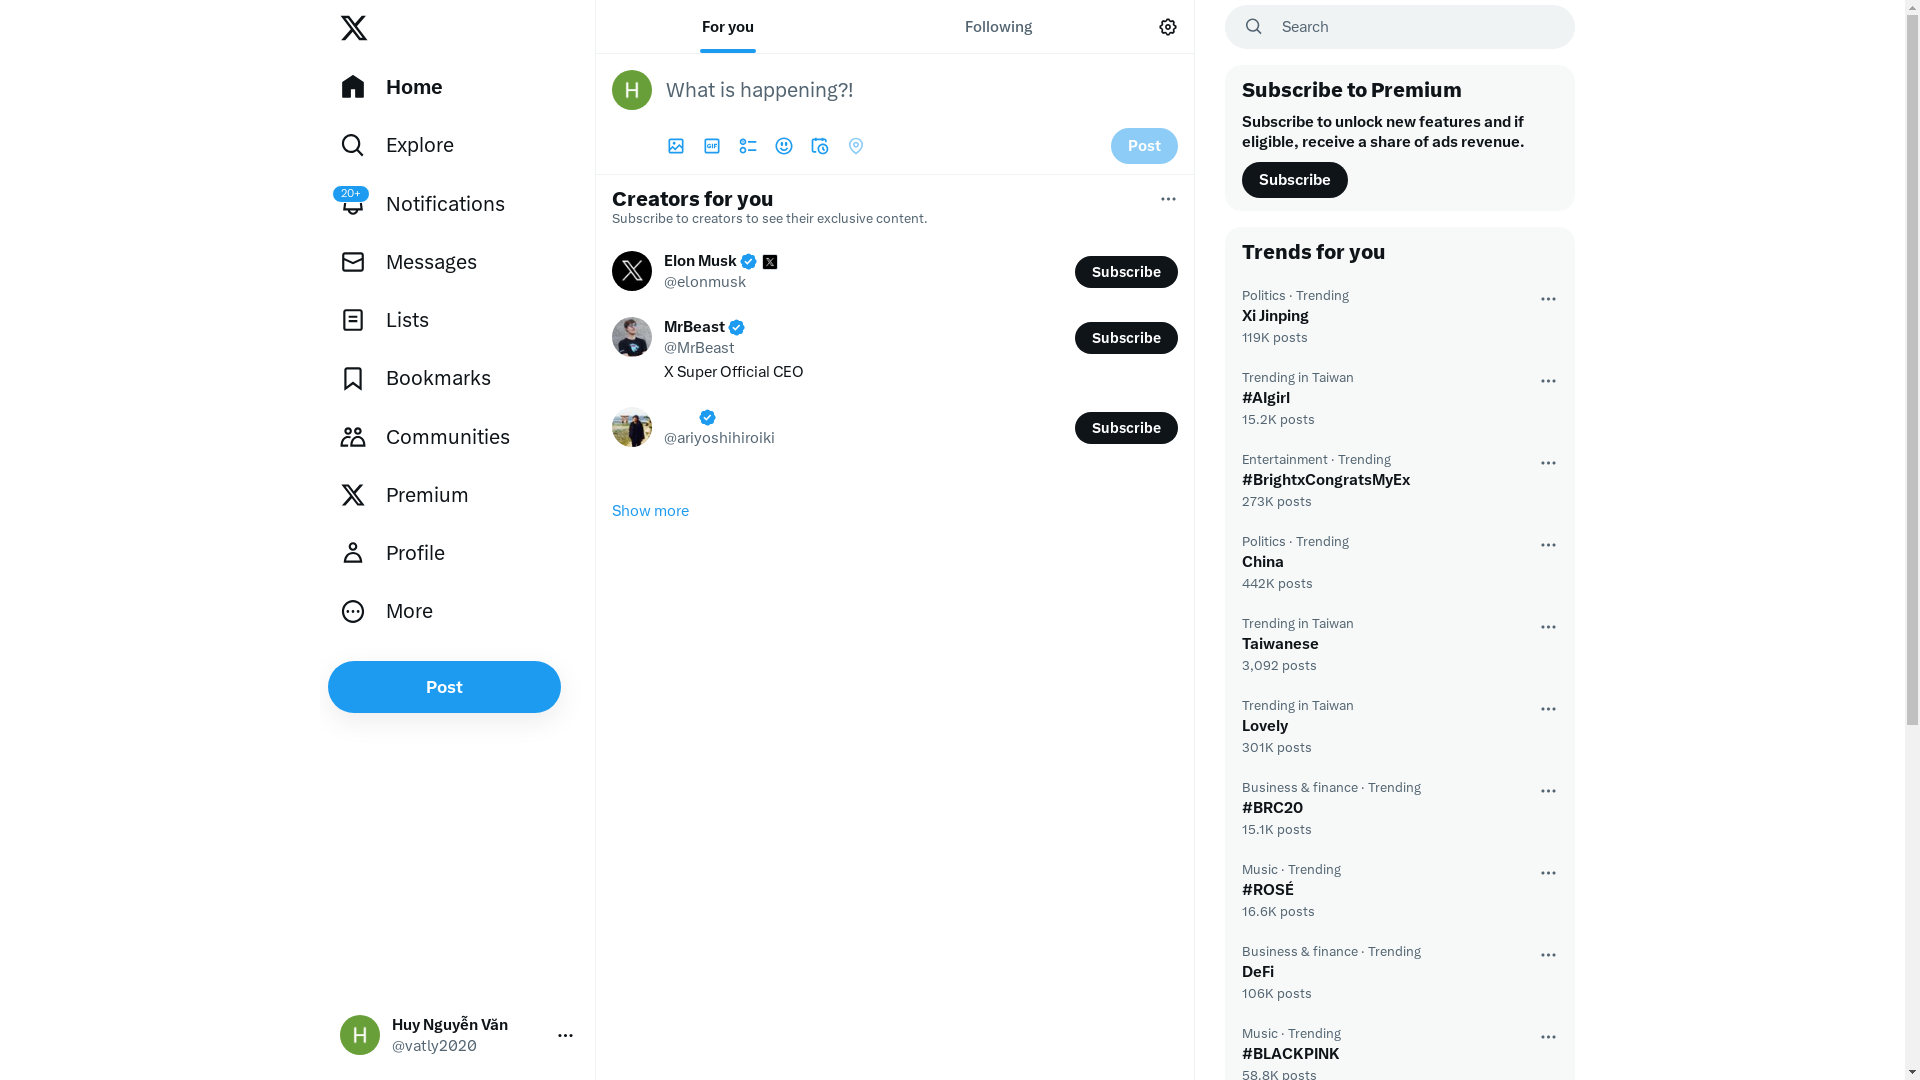 Home
Explore
20+
Notifications
Messages
Lists
Bookmarks
Communities
Premium
Profile
More
Post
H
Huy Nguyễn Văn
@vatly2020
For you
Following
H
What is happening?!
GIF
Post
Creators for you
Subscribe to creators to see their exclusive content.
Elon Musk
@elonmusk
Subscribe
MrBeast
@MrBeast
X Super Official CEO
Subscribe
@ariyoshihiroiki
Subscribe
Show more
Search
Subscribe to Premium
Subscribe to unlock new features and if
eligible, receive a share of ads revenue.
Subscribe
Trends for you
Politics · Trending
Xi Jinping
119K posts
Trending in Taiwan
#AIgirl
15.2K posts
Entertainment · Trending
#BrightxCongratsMyEx
273K posts
Politics · Trending
China
442K posts
Trending in Taiwan
Taiwanese
3,092 posts
Trending in Taiwan
Lovely
301K posts
Business & finance · Trending
#BRC20
15.1K posts
Music · Trending
#ROSÉ
16.6K posts
Business & finance · Trending
DeFi
106K posts
Music · Trending
#BLACKPINK
58.8K posts